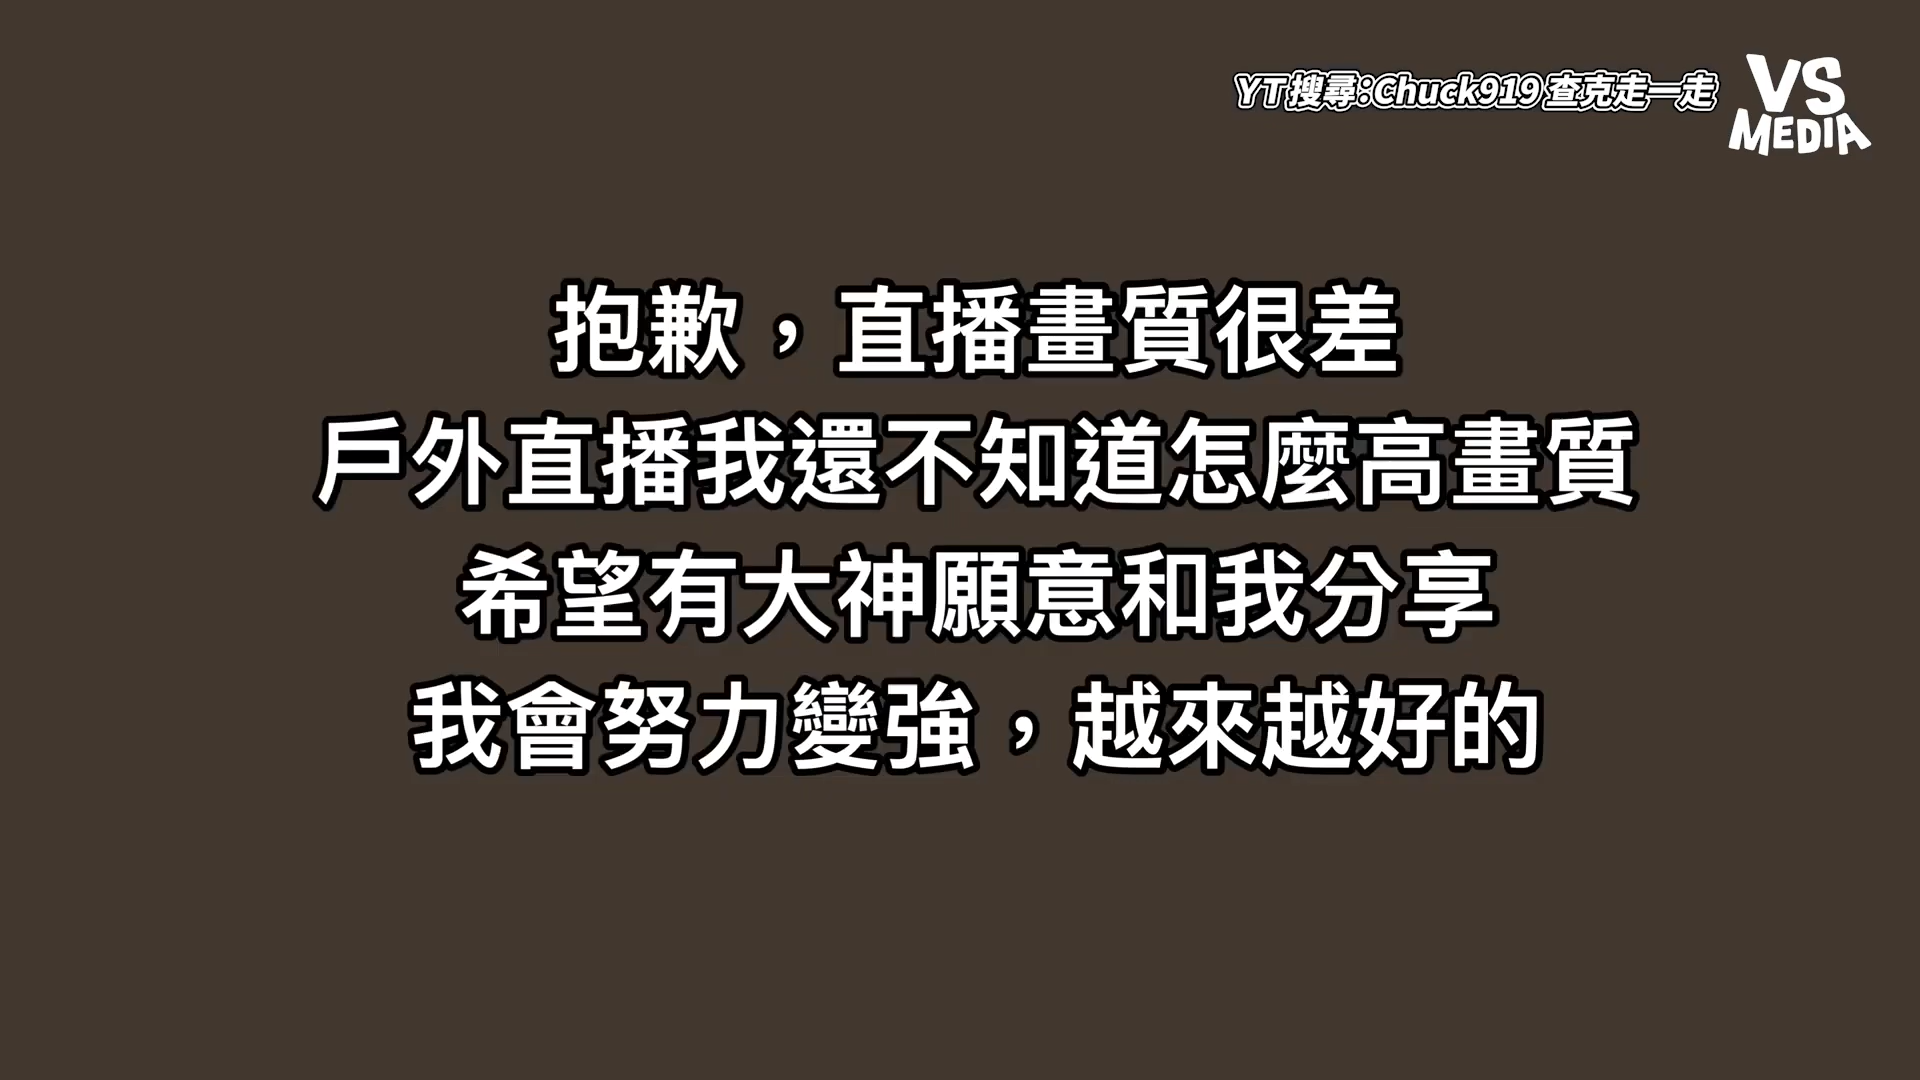 YT搜尋:Chuck919 查克走一走
VS
MEDIA
抱歉，直播畫質很差
戶外直播我還不知道怎麼高畫質
希望有大神願意和我分享
我會努力變強，越來越好的